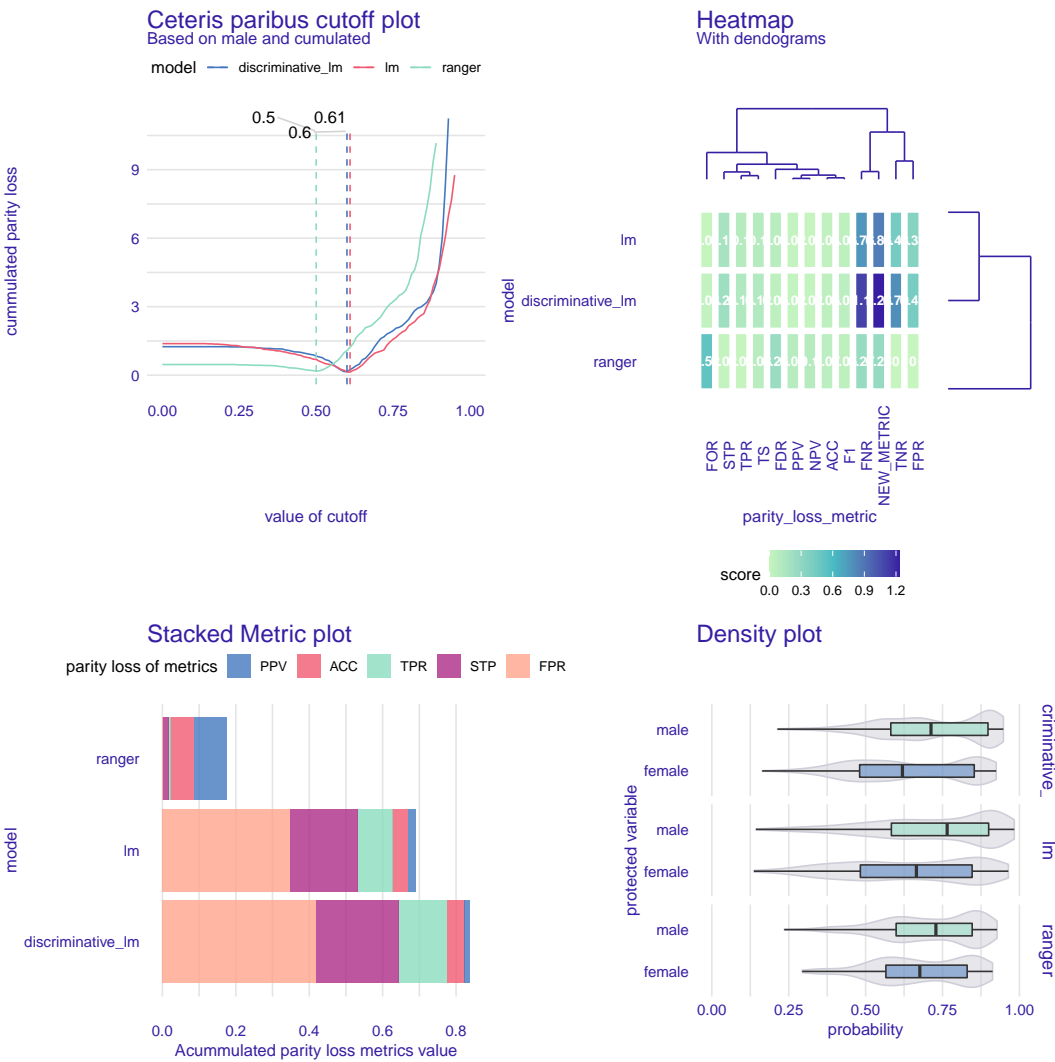 Ceteris paribus cutoff plot
Based on male and cumulated
model discriminative_lm lm ranger
0.5 0.61
0.6
cummulated parity loss
9
6
3
0
0.00 0.25 0.50 0.75 1.00
value of cutoff
Heatmap
With dendograms
model
lm
discriminative_lm
ranger
FOR STP TPR TS FDR PPV NPV ACC F1 FNR NEW_METRIC TNR FPR
parity_loss_metric
score
0.0 0.3 0.6 0.9 1.2
Stacked Metric plot
parity loss of metrics PPV ACC TPR STP FPR
model
ranger
lm
discriminative_lm
0.0 0.2 0.4 0.6 0.8
Acummulated parity loss metrics value
Density plot
protected variable
male
female
criminative_
male
female
lm
male
female
ranger
0.00 0.25 0.50 0.75 1.00
probability